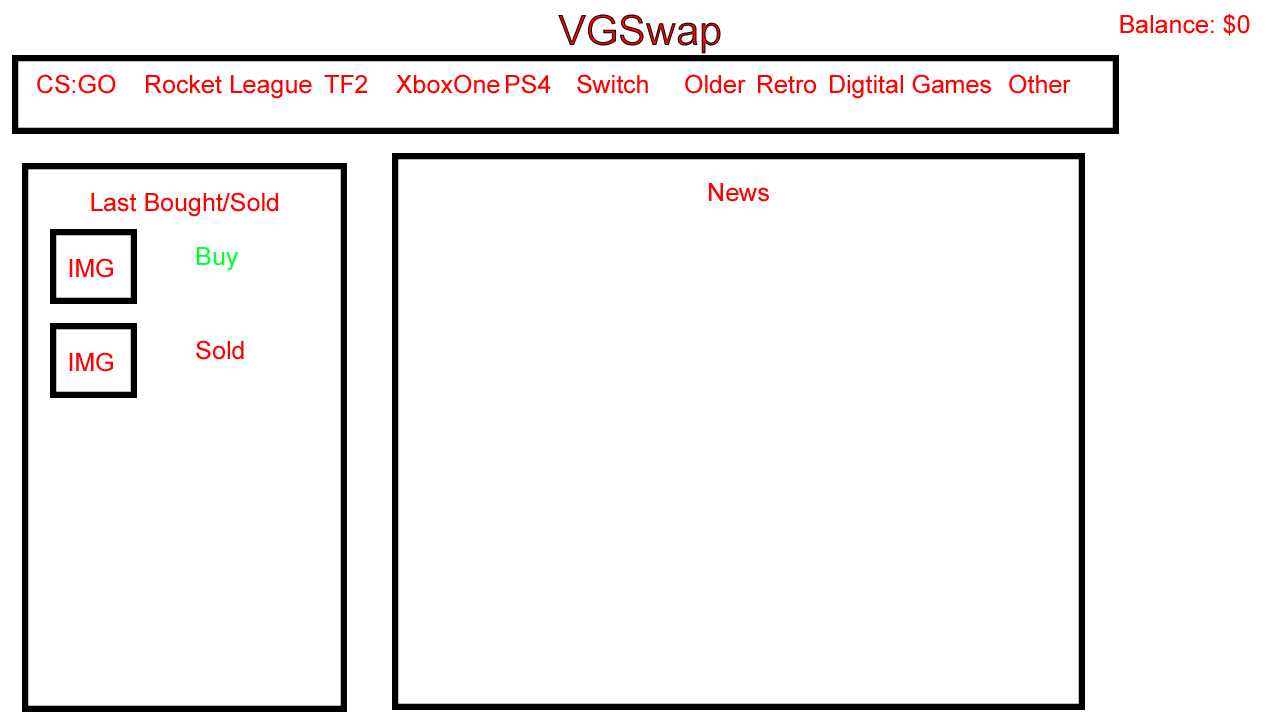 VGSwap
Balance: $0
CS:GO Rocket League TF2 XboxOne PS4 Switch Older Retro Digtital Games Other
Last Bought/Sold
IMG Buy
IMG Sold
News